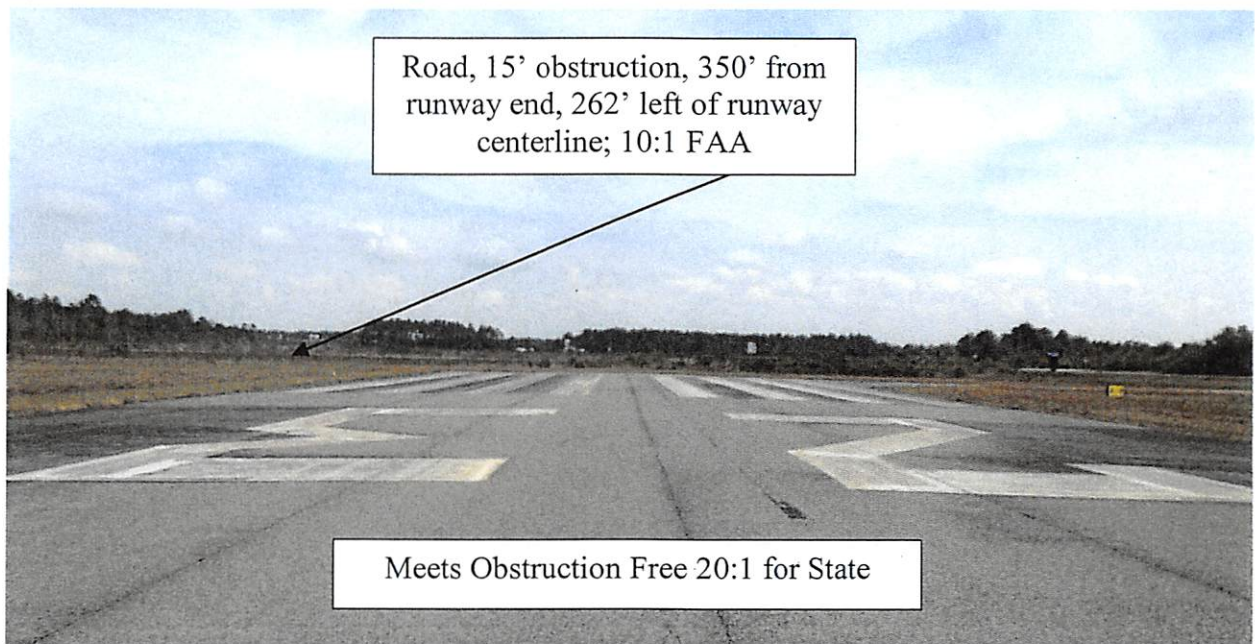 Road, 15' obstruction, 350' from
runway end, 262' left of runway
centerline; 10:1 FAA
23
Meets Obstruction Free 20:1 for State